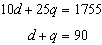 10d + 25q = 1755
d + q = 90